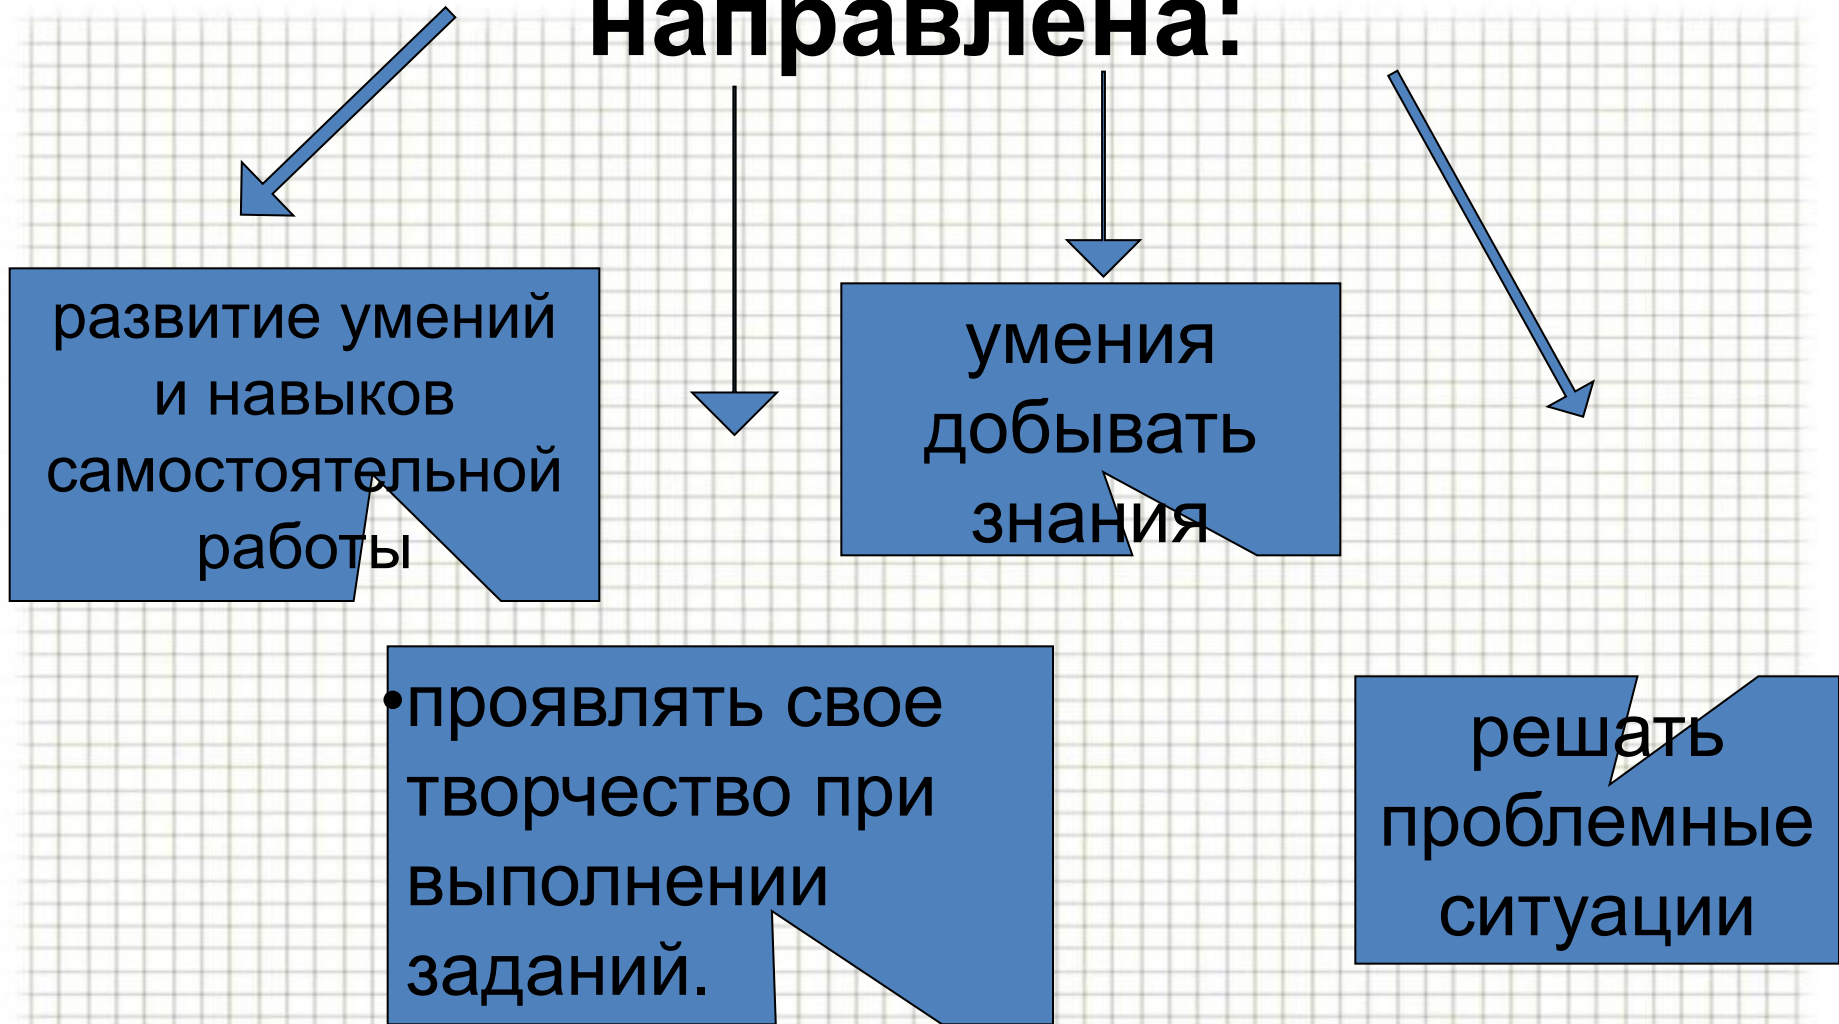 направлена:
развитие умений
и навыков
самостоятельной
работы
умения
добывать
знания
•проявлять свое
творчество при
выполнении
заданий.
решать
проблемные
ситуации